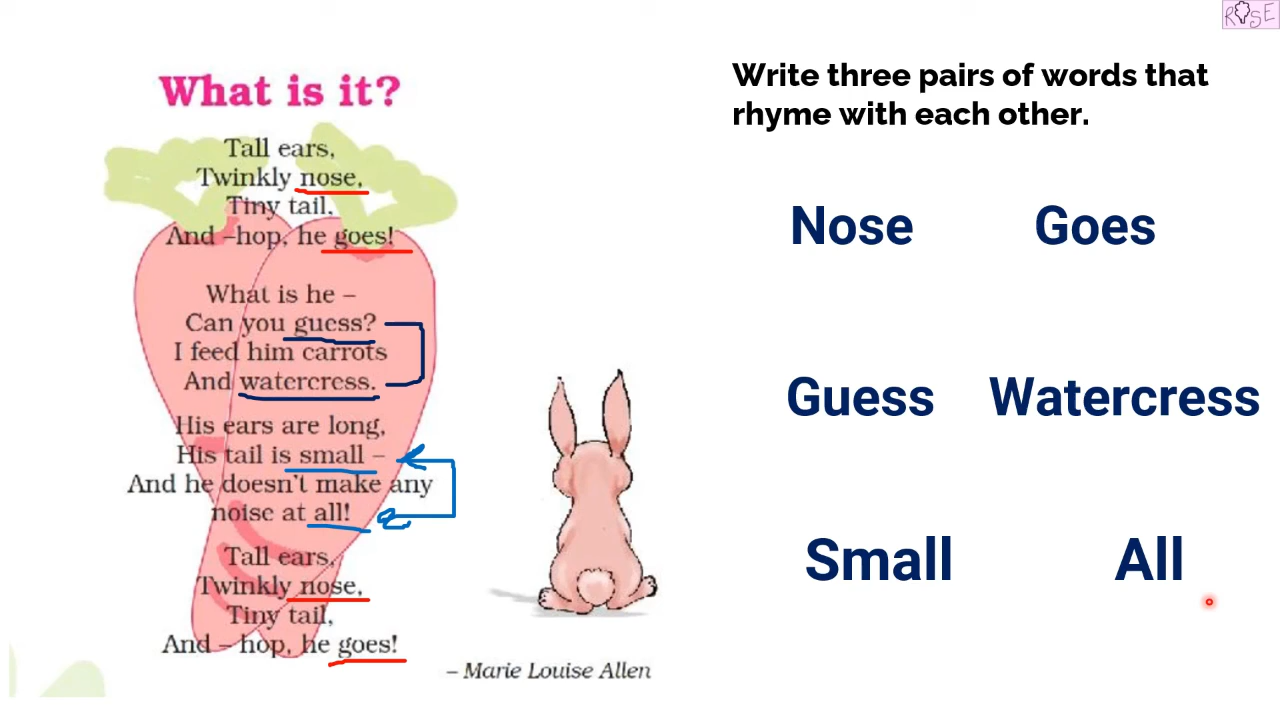 What is it?
Tall ears,
Twinkly nose,
Tiny tail,
And –hop, he goes!
What is he –
Can you guess?
I feed him carrots
And watercress.
His ears are long,
His tail is small –
And he doesn't make any
noise at all!
Tall ears,
Twinkly nose,
Tiny tail,
And – hop, he goes!
– Marie Louise Allen
ROSE
Write three pairs of words that
rhyme with each other.
Nose Goes
Guess Watercress
Small All